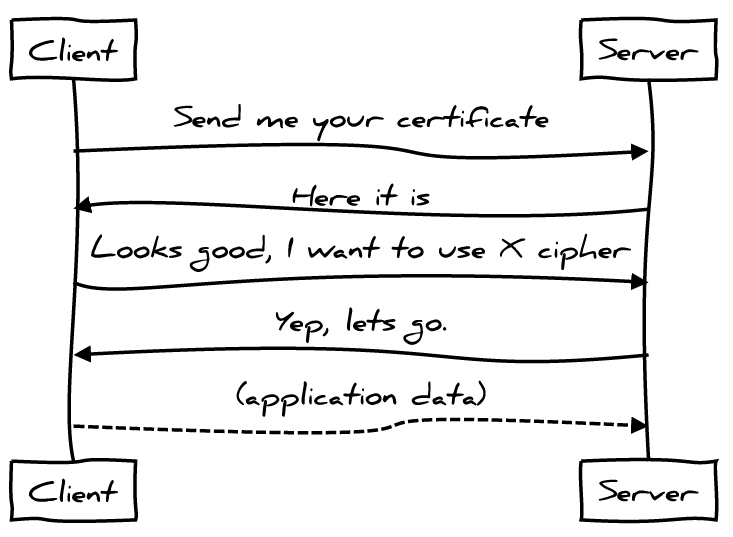 Client
Server
Send me your certificate
Here it is
Looks good, I want to use X cipher
Yep, lets go.
(application data)
Client
Server